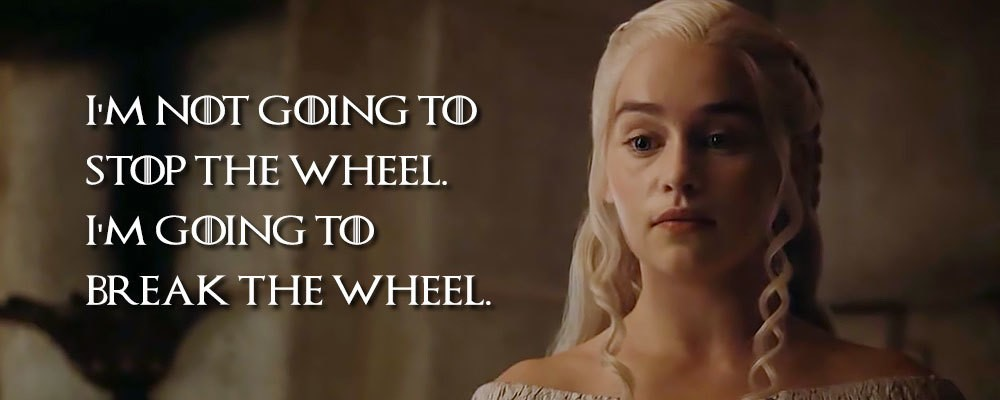 I'M NOT GOING TO
STOP THE WHEEL.
I'M GOING TO
BREAK THE WHEEL.